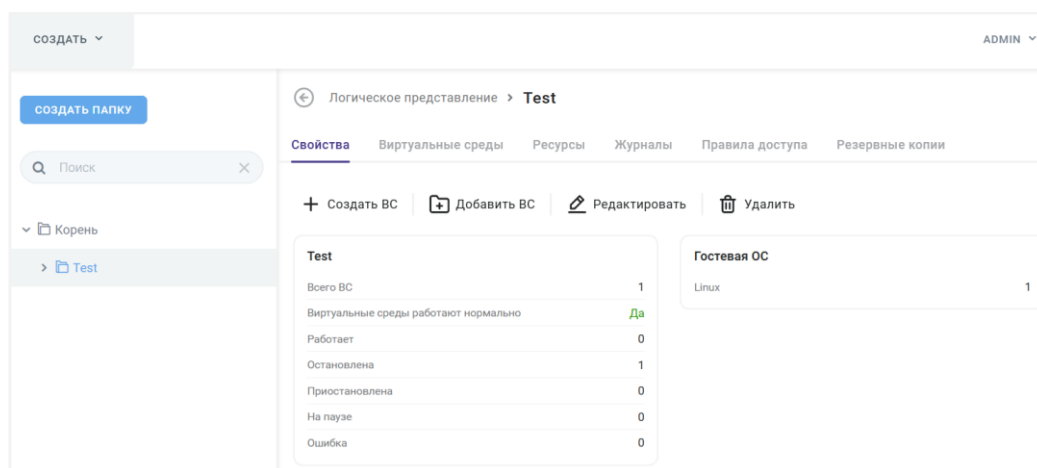 СОЗДАТЬ
ADMIN
СОЗДАТЬ ПАПКУ
Поиск
Корень
Test
Логическое представление > Test
Свойства Виртуальные среды Ресурсы Журналы Правила доступа Резервные копии
+ Создать ВС Добавить ВС Редактировать Удалить
Test
Всего ВС 1
Виртуальные среды работают нормально Да
Работает 0
Остановлена 1
Приостановлена 0
На паузе 0
Ошибка 0
Гостевая ОС
Linux 1